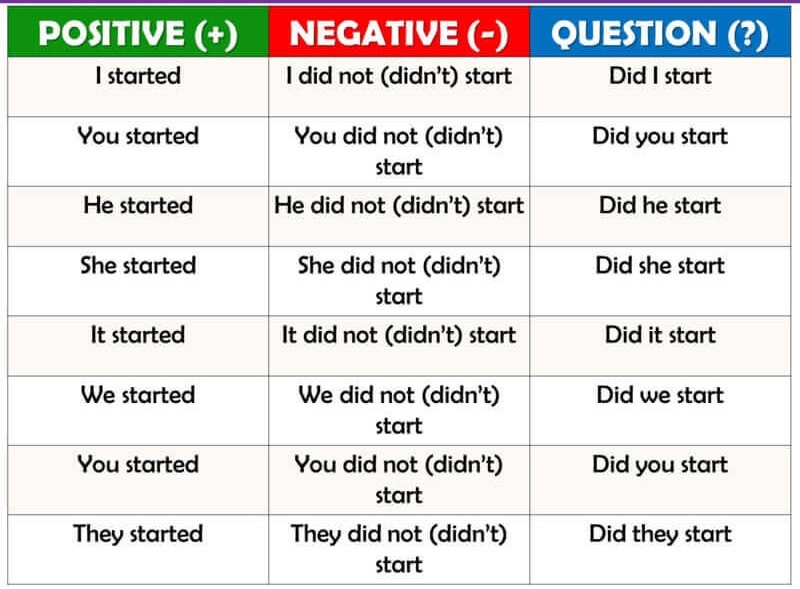 POSITIVE (+) NEGATIVE (-) QUESTION (?)
I started I did not (didn't) start Did I start
You started You did not (didn't) start Did you start
He started He did not (didn't) start Did he start
She started She did not (didn't) start Did she start
It started It did not (didn't) start Did it start
We started We did not (didn't) start Did we start
You started You did not (didn't) start Did you start
They started They did not (didn't) start Did they start